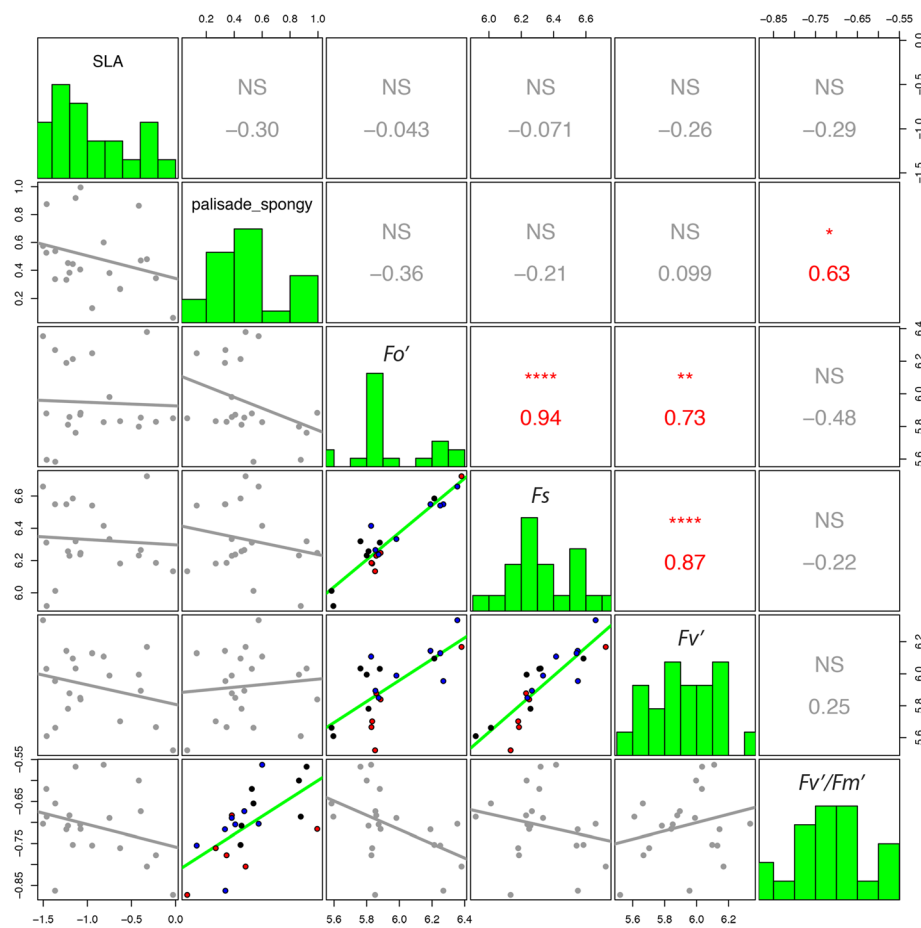 0.2 0.4 0.6 0.8 1.0 6.0 6.2 6.4 6.6 −0.85 −0.75 −0.65 −0.55
SLA
NS NS NS NS NS
−0.30 −0.043 −0.071 −0.26 −0.29
0.0 −0.5 −1.0 −1.5
1.0 0.8 0.6 0.4 0.2
palisade_spongy
NS NS NS *
−0.36 −0.21 0.099 0.63
Fo′
**** ** NS
0.94 0.73 −0.48
6.4 6.2 6.0 5.8 5.6
6.6 6.4 6.2 6.0
Fs
**** NS
0.87 −0.22
Fv′
NS
0.25
6.2 6.0 5.8 5.6
−0.55 −0.65 −0.75 −0.85
Fv′/Fm′
−1.5 −1.0 −0.5 0.0 5.6 5.8 6.0 6.2 6.4 5.6 5.8 6.0 6.2